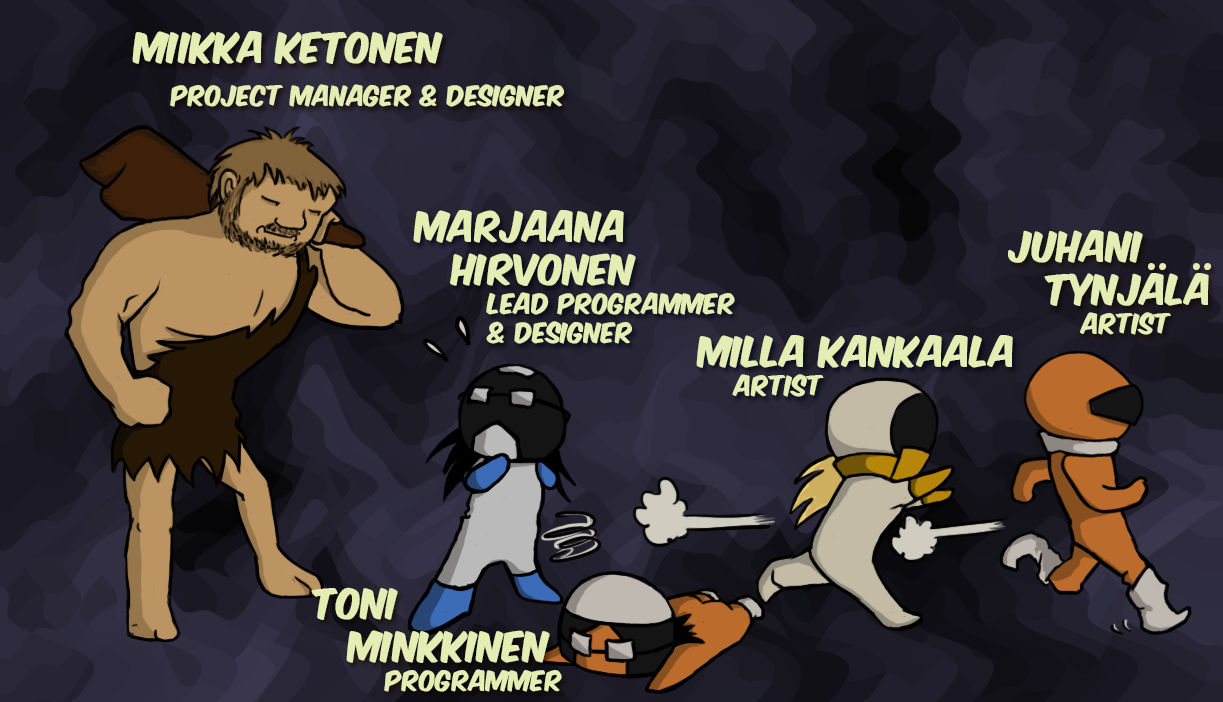 MIIKKA KETONEN
PROJECT MANAGER & DESIGNER
MARJAANA
HIRVONEN
LEAD PROGRAMMER
& DESIGNER
MILLA KANKAALA
ARTIST
JUHANI
TYNJÄLÄ
ARTIST
TONI
MINKKINEN
PROGRAMMER